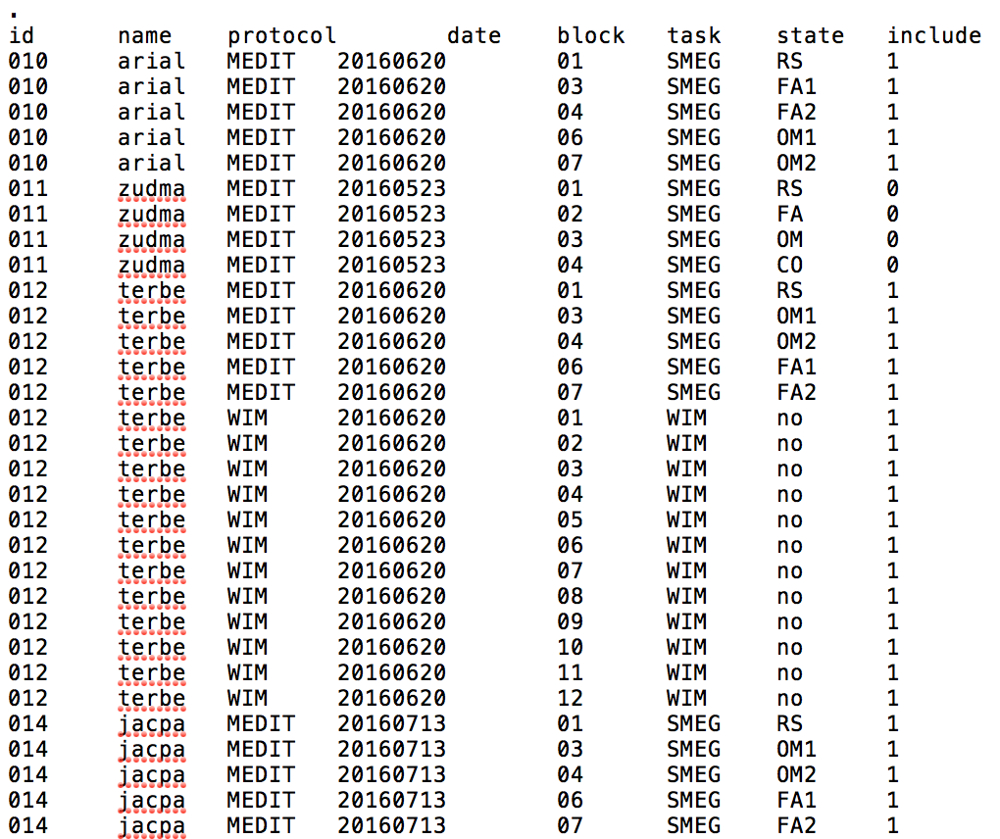 .
id name protocol date block task state include
010 arial MEDIT 20160620 01 SMEG RS 1
010 arial MEDIT 20160620 03 SMEG FA1 1
010 arial MEDIT 20160620 04 SMEG FA2 1
010 arial MEDIT 20160620 06 SMEG OM1 1
010 arial MEDIT 20160620 07 SMEG OM2 1
011 zudma MEDIT 20160523 01 SMEG RS 0
011 zudma MEDIT 20160523 02 SMEG FA 0
011 zudma MEDIT 20160523 03 SMEG OM 0
011 zudma MEDIT 20160523 04 SMEG CO 0
012 terbe MEDIT 20160620 01 SMEG RS 1
012 terbe MEDIT 20160620 03 SMEG OM1 1
012 terbe MEDIT 20160620 04 SMEG OM2 1
012 terbe MEDIT 20160620 06 SMEG FA1 1
012 terbe MEDIT 20160620 07 SMEG FA2 1
012 terbe WIM 20160620 01 WIM no 1
012 terbe WIM 20160620 02 WIM no 1
012 terbe WIM 20160620 03 WIM no 1
012 terbe WIM 20160620 04 WIM no 1
012 terbe WIM 20160620 05 WIM no 1
012 terbe WIM 20160620 06 WIM no 1
012 terbe WIM 20160620 07 WIM no 1
012 terbe WIM 20160620 08 WIM no 1
012 terbe WIM 20160620 09 WIM no 1
012 terbe WIM 20160620 10 WIM no 1
012 terbe WIM 20160620 11 WIM no 1
012 terbe WIM 20160620 12 WIM no 1
014 jacpa MEDIT 20160713 01 SMEG RS 1
014 jacpa MEDIT 20160713 03 SMEG OM1 1
014 jacpa MEDIT 20160713 04 SMEG OM2 1
014 jacpa MEDIT 20160713 06 SMEG FA1 1
014 jacpa MEDIT 20160713 07 SMEG FA2 1